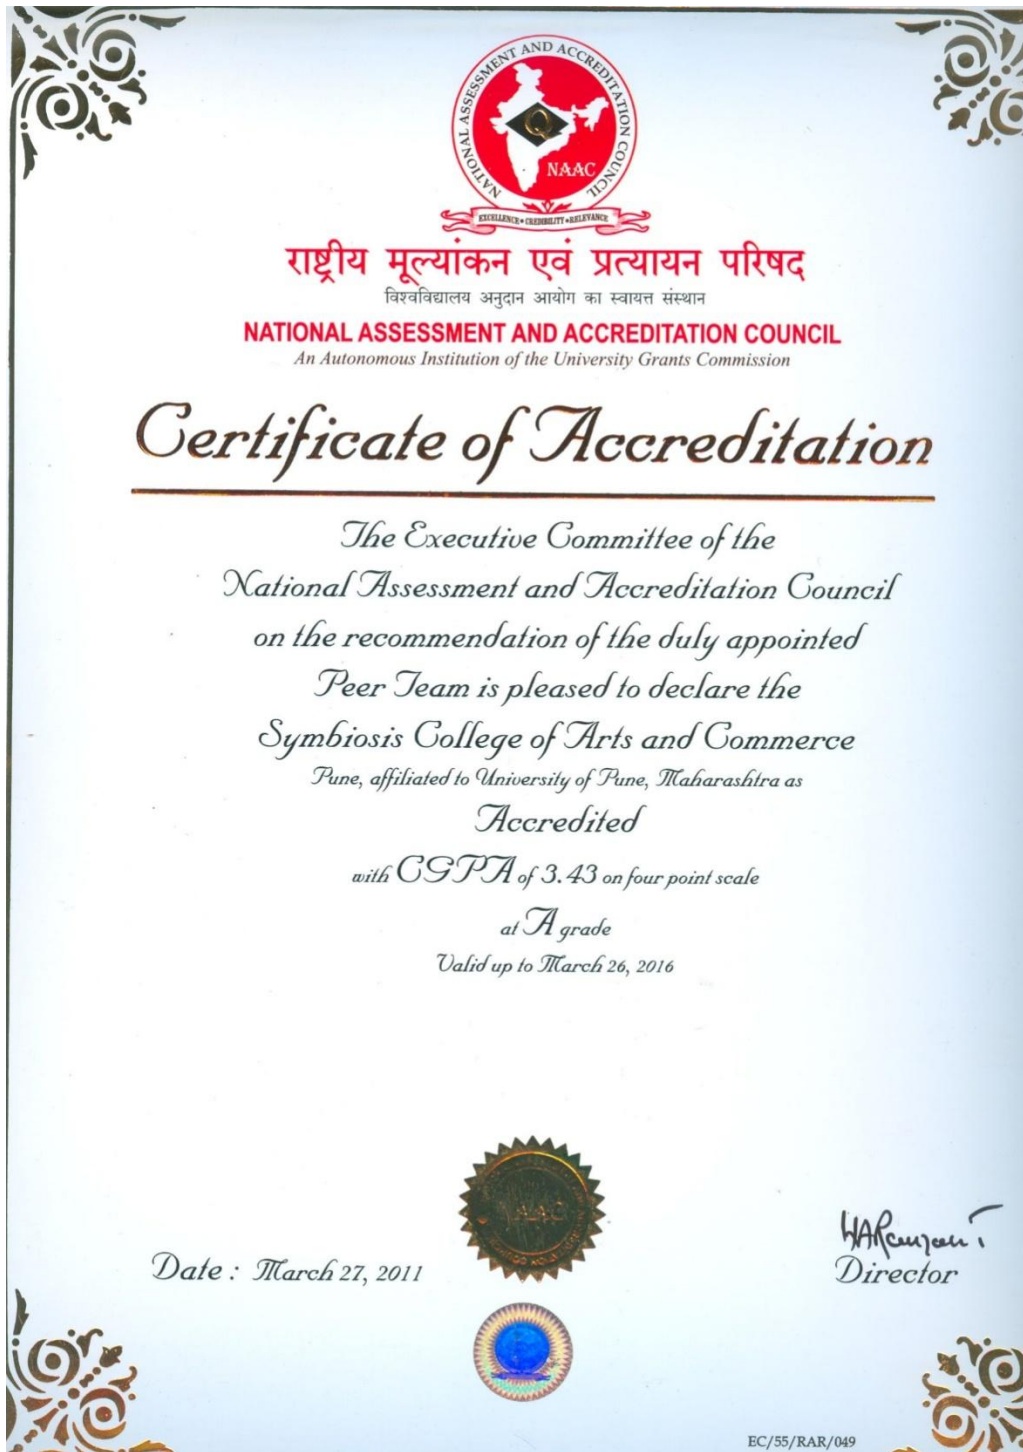 NATIONAL ASSESSMENT AND ACCREDITATION COUNCIL
Q
NAAC
EXCELLENCE • CREDIBILITY • RELEVANCE
राष्ट्रीय मूल्यांकन एवं प्रत्यायन परिषद
विश्वविद्यालय अनुदान आयोग का स्वायत्त संस्थान
NATIONAL ASSESSMENT AND ACCREDITATION COUNCIL
An Autonomous Institution of the University Grants Commission
Certificate of Accreditation
The Executive Committee of the
National Assessment and Accreditation Council
on the recommendation of the duly appointed
Peer Team is pleased to declare the
Symbiosis College of Arts and Commerce
Pune, affiliated to University of Pune, Maharashtra as
Accredited
with CGPA of 3.43 on four point scale
at A grade
Valid up to March 26, 2016
NAAC
Date : March 27, 2011
Director
EC/55/RAR/049